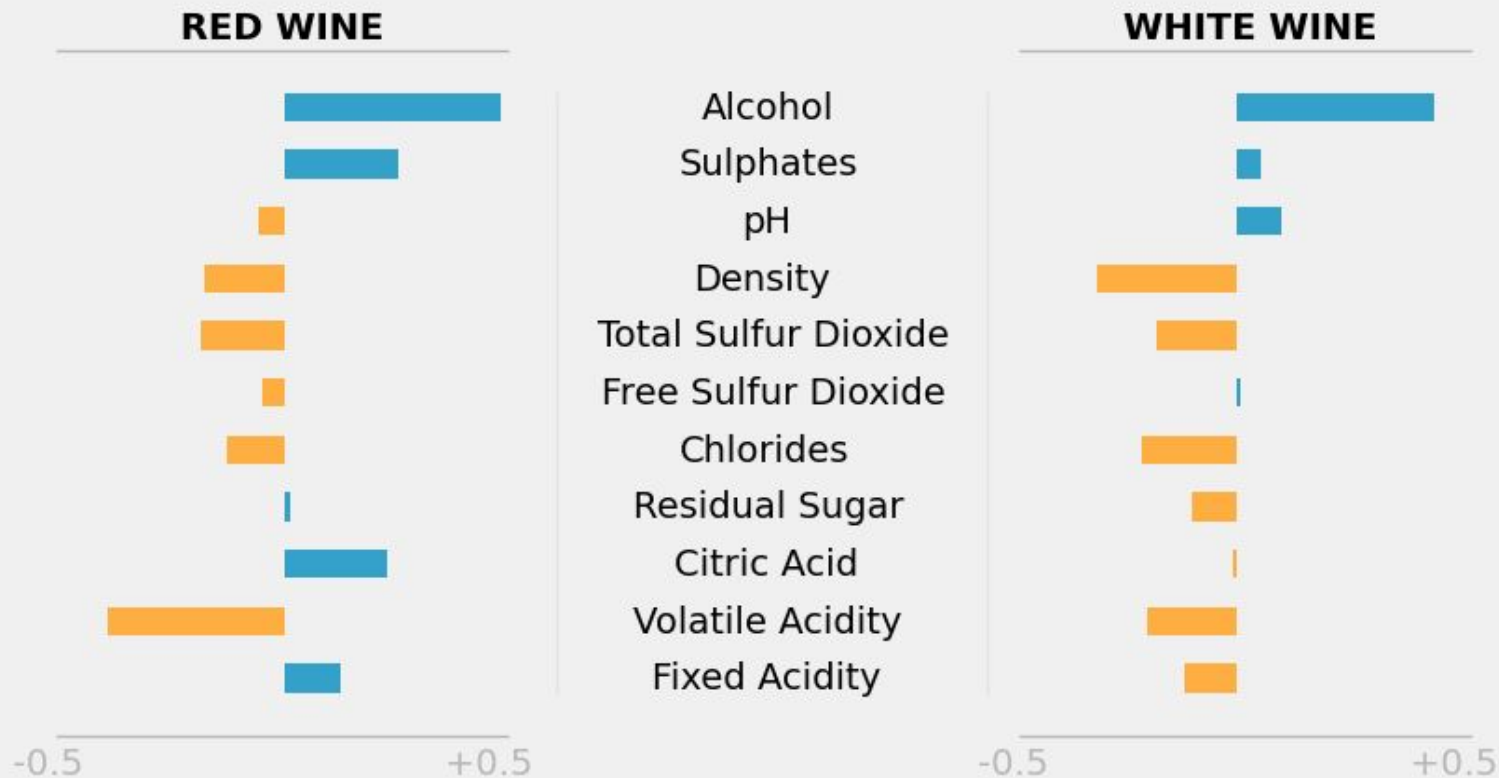 RED WINE
WHITE WINE
Alcohol
Sulphates
pH
Density
Total Sulfur Dioxide
Free Sulfur Dioxide
Chlorides
Residual Sugar
Citric Acid
Volatile Acidity
Fixed Acidity
-0.5
+0.5
-0.5
+0.5